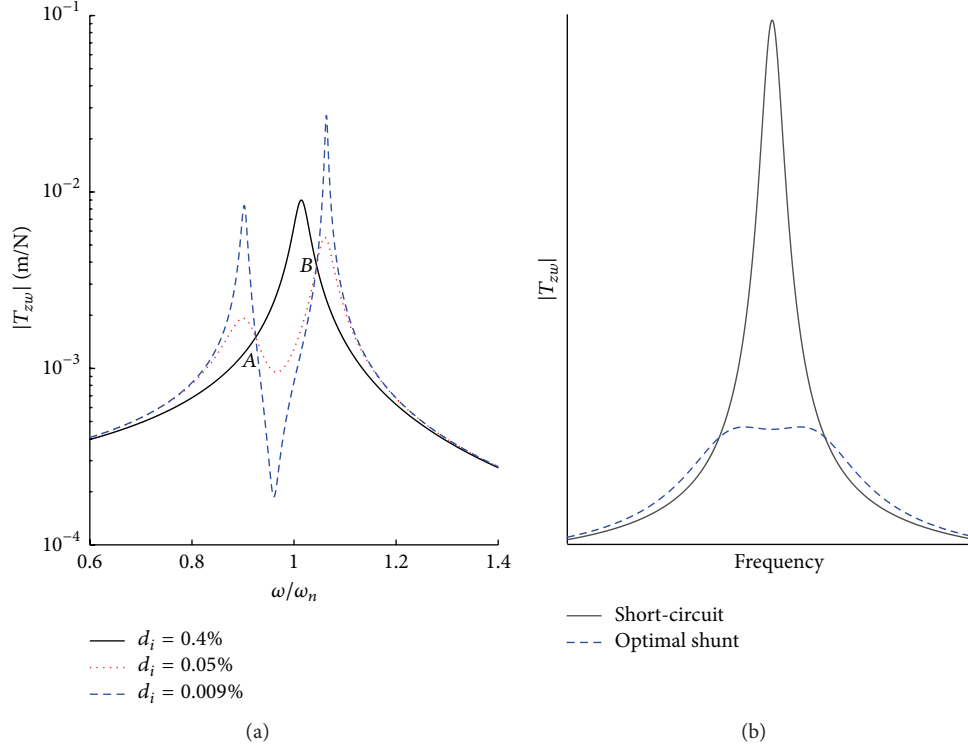 10⁻¹
10⁻²
10⁻³
10⁻⁴
|T_zw| (m/N)
A
B
0.6
0.8
1
1.2
1.4
ω/ω_n
d_i = 0.4%
d_i = 0.05%
d_i = 0.009%
(a)
|T_zw|
Frequency
Short-circuit
Optimal shunt
(b)